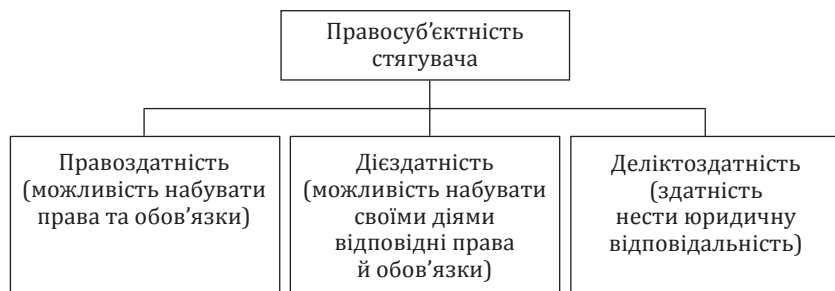 Правосуб’єктність
стягувача
Правоздатність
(можливість набувати
права та обов’язки)
Дієздатність
(можливість набувати
своїми діями
відповідні права
й обов’язки)
Деліктоздатність
(здатність
нести юридичну
відповідальність)